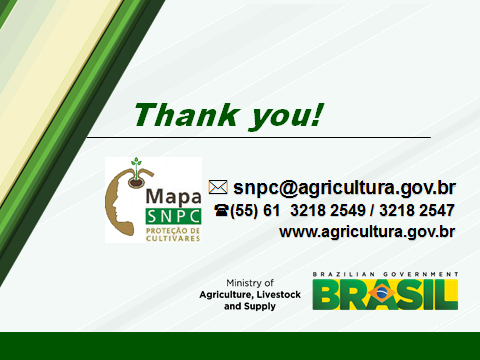 Thank you!
Mapa
SNPC
PROTEÇÃO DE
CULTIVARES
snpc@agricultura.gov.br
(55) 61 3218 2549 / 3218 2547
www.agricultura.gov.br
Ministry of
Agriculture, Livestock
and Supply
BRAZILIAN GOVERNMENT
BRASIL